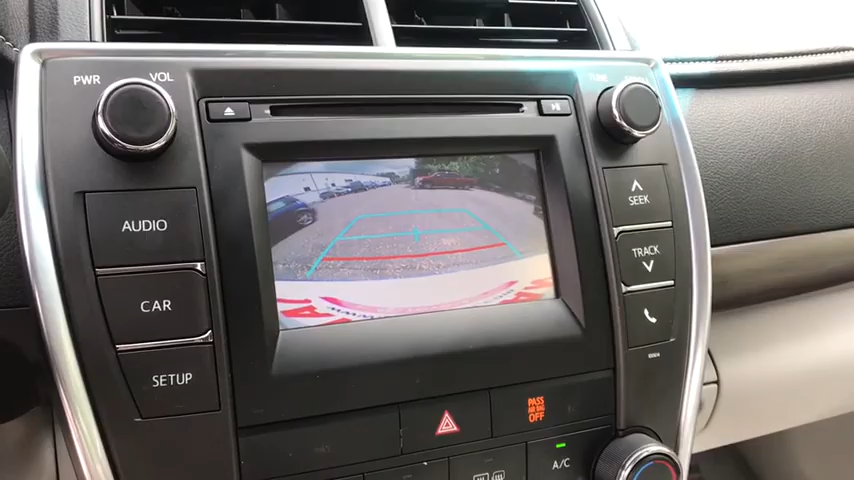 PWR
VOL
TUNE
AUDIO
CAR
SETUP
SEEK
TRACK
PASS
AIR BAG
OFF
A/C